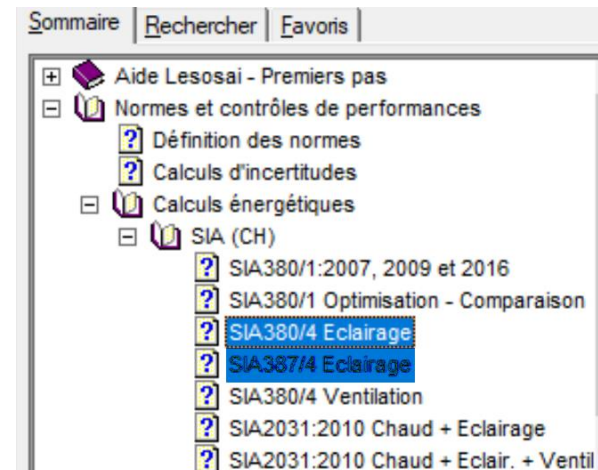 Sommaire Rechercher Favoris
Aide Lesosai - Premiers pas
Normes et contrôles de performances
Définition des normes
Calculs d'incertitudes
Calculs énergétiques
SIA (CH)
SIA380/1:2007, 2009 et 2016
SIA380/1 Optimisation - Comparaison
SIA380/4 Eclairage
SIA387/4 Eclairage
SIA380/4 Ventilation
SIA2031:2010 Chaud + Eclairage
SIA2031:2010 Chaud + Eclair. + Ventil